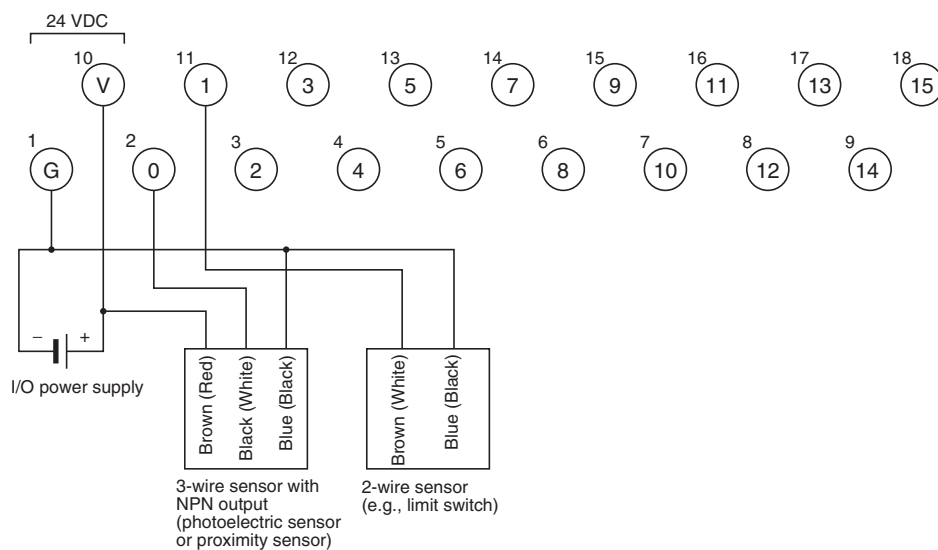 24 VDC
10 11 12 13 14 15 16 17 18
V 1 3 5 7 9 11 13 15
1 2 3 4 5 6 7 8 9
G 0 2 4 6 8 10 12 14
– +
I/O power supply
Brown (Red)
Black (White)
Blue (Black)
Brown (White)
Blue (Black)
3-wire sensor with
NPN output
(photoelectric sensor
or proximity sensor)
2-wire sensor
(e.g., limit switch)